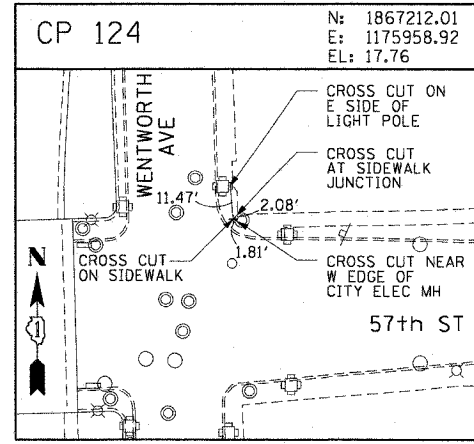 CP 124
N: 1867212.01
E: 1175958.92
EL: 17.76
CROSS CUT ON
E SIDE OF
LIGHT POLE
WENTWORTH
AVE
CROSS CUT
AT SIDEWALK
JUNCTION
11.47'
2.08'
CROSS CUT
ON SIDEWALK
1.81'
CROSS CUT NEAR
W EDGE OF
CITY ELEC MH
N
1
57th ST